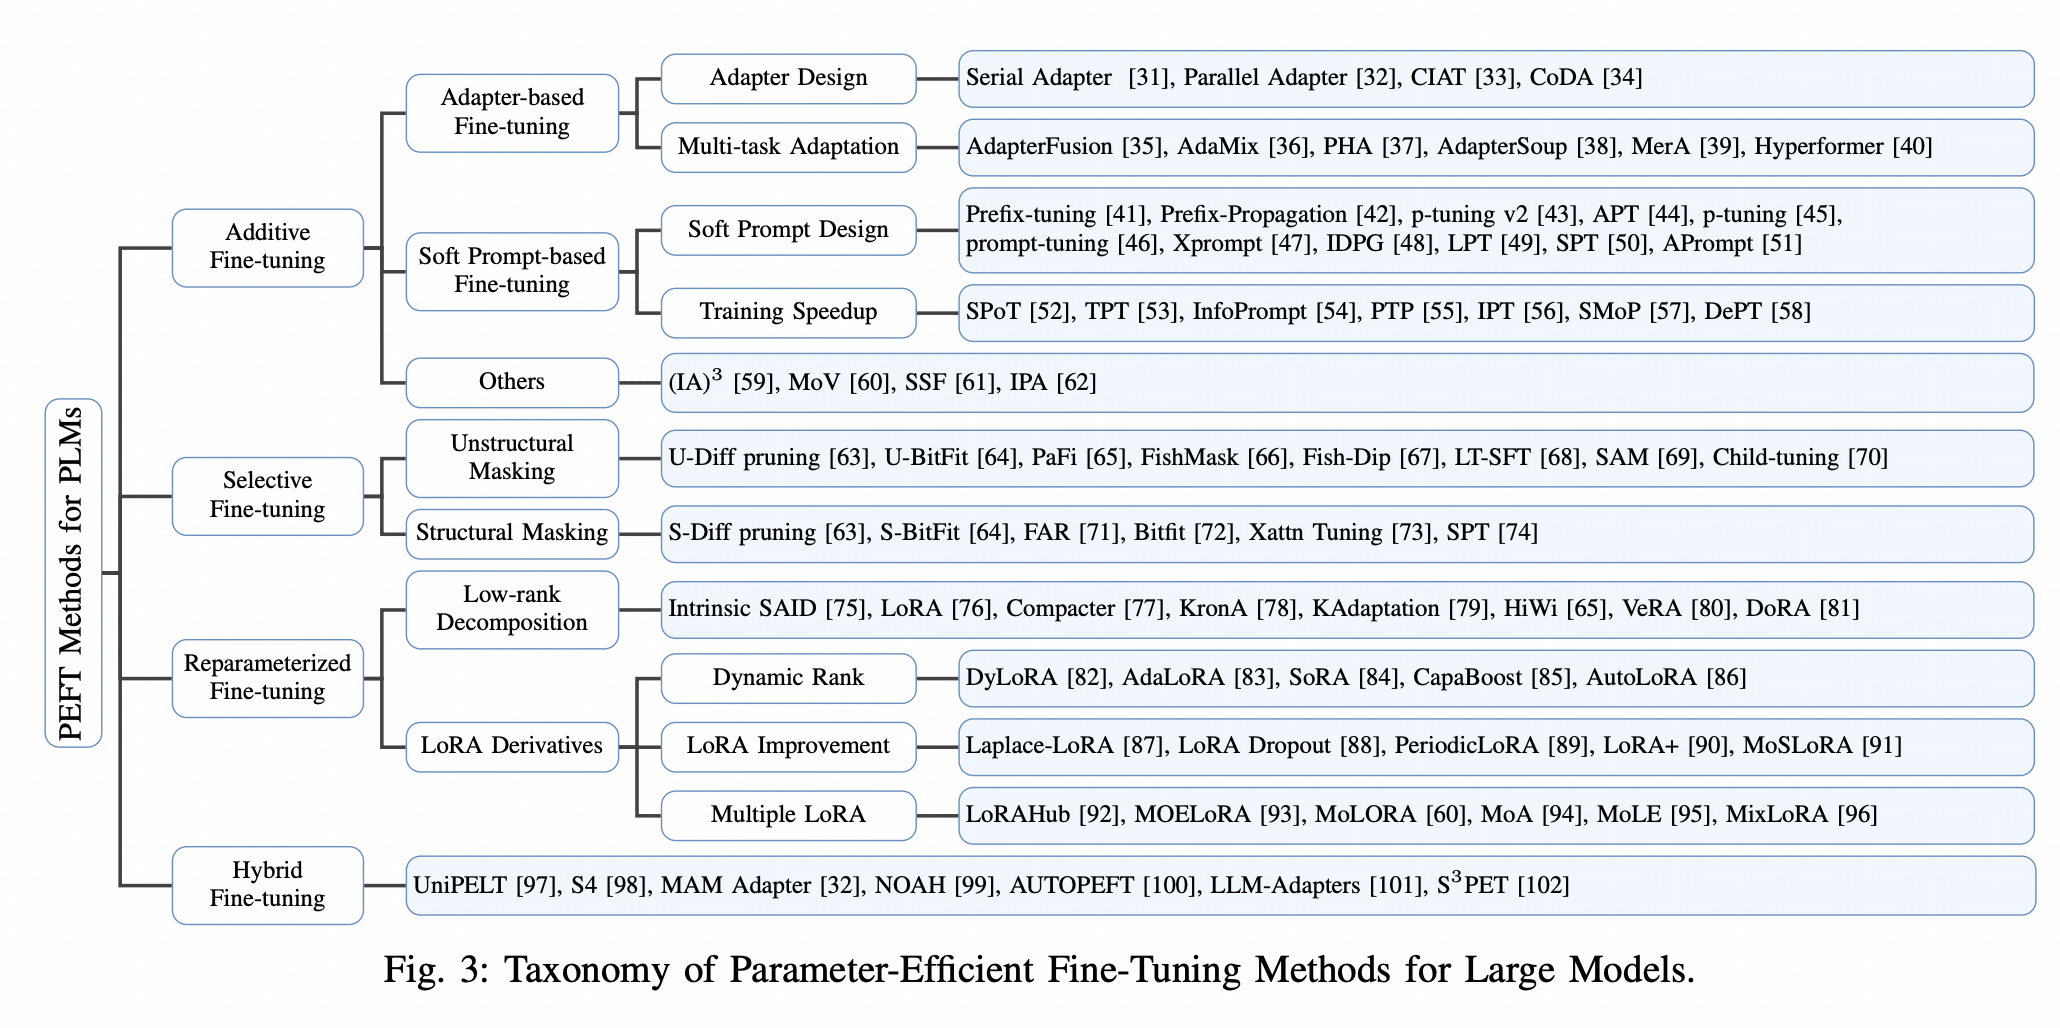 PEFT Methods for PLMs
Additive
Fine-tuning
Adapter-based
Fine-tuning
Adapter Design
Serial Adapter [31], Parallel Adapter [32], CIAT [33], CoDA [34]
Multi-task Adaptation
AdapterFusion [35], AdaMix [36], PHA [37], AdapterSoup [38], MerA [39], Hyperformer [40]
Soft Prompt-based
Fine-tuning
Soft Prompt Design
Prefix-tuning [41], Prefix-Propagation [42], p-tuning v2 [43], APT [44], p-tuning [45],
prompt-tuning [46], Xprompt [47], IDPG [48], LPT [49], SPT [50], APrompt [51]
Training Speedup
SPoT [52], TPT [53], InfoPrompt [54], PTP [55], IPT [56], SMoP [57], DePT [58]
Others
(IA)³ [59], MoV [60], SSF [61], IPA [62]
Selective
Fine-tuning
Unstructural
Masking
U-Diff pruning [63], U-BitFit [64], PaFi [65], FishMask [66], Fish-Dip [67], LT-SFT [68], SAM [69], Child-tuning [70]
Structural Masking
S-Diff pruning [63], S-BitFit [64], FAR [71], Bitfit [72], Xattn Tuning [73], SPT [74]
Reparameterized
Fine-tuning
Low-rank
Decomposition
Intrinsic SAID [75], LoRA [76], Compacter [77], KronA [78], KAdaptation [79], HiWi [65], VeRA [80], DoRA [81]
LoRA Derivatives
Dynamic Rank
DyLoRA [82], AdaLoRA [83], SoRA [84], CapaBoost [85], AutoLoRA [86]
LoRA Improvement
Laplace-LoRA [87], LoRA Dropout [88], PeriodicLoRA [89], LoRA+ [90], MoSLoRA [91]
Multiple LoRA
LoRAHub [92], MOELoRA [93], MoLORA [60], MoA [94], MoLE [95], MixLoRA [96]
Hybrid
Fine-tuning
UniPELT [97], S4 [98], MAM Adapter [32], NOAH [99], AUTOPEFT [100], LLM-Adapters [101], S³PET [102]
Fig. 3: Taxonomy of Parameter-Efficient Fine-Tuning Methods for Large Models.